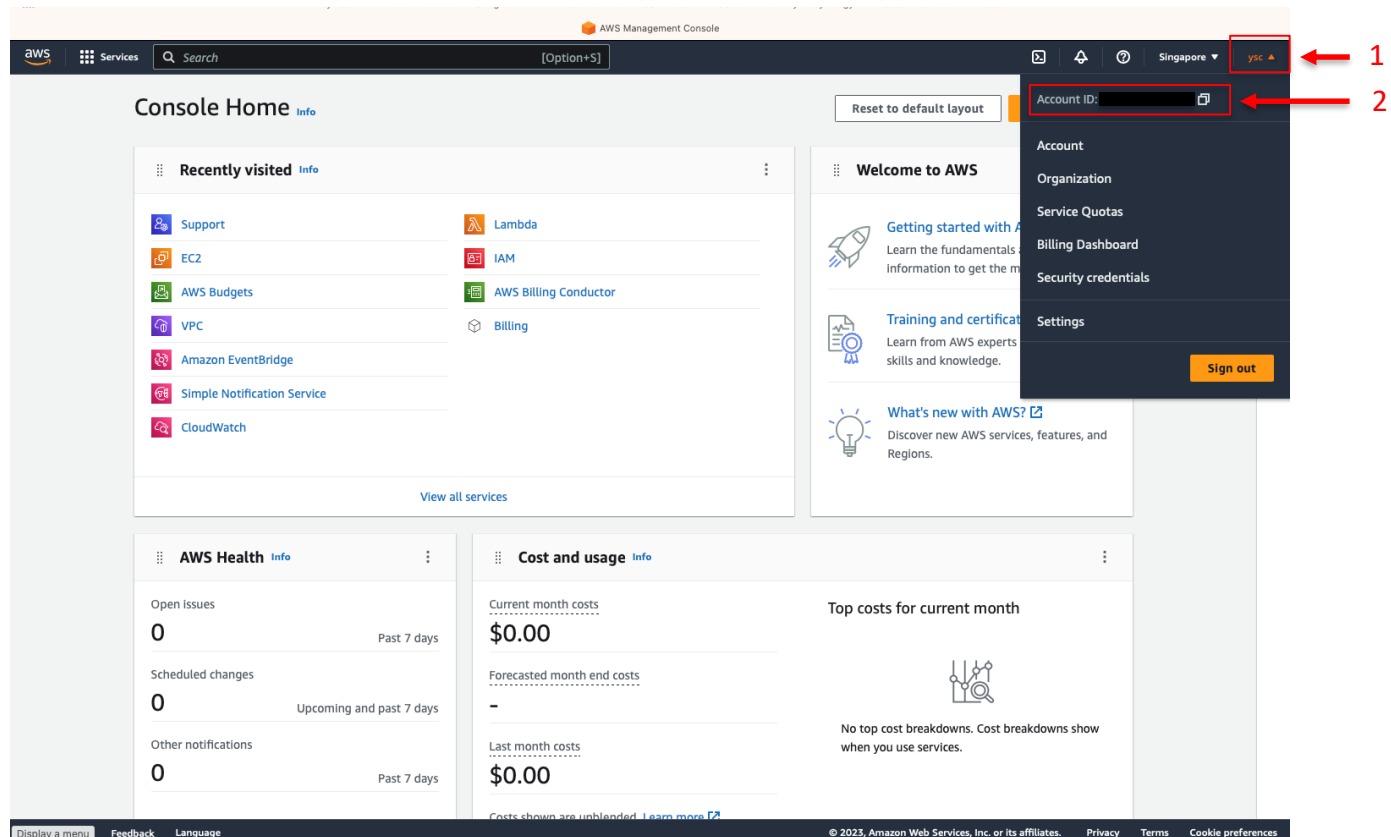 AWS Management Console
aws
Services
Search
[Option+S]
Singapore ▼
ysc ▲
1
Account ID:
2
Console Home Info
Reset to default layout
Account
Organization
Service Quotas
Billing Dashboard
Security credentials
Settings
Sign out
Recently visited Info
Support
EC2
AWS Budgets
VPC
Amazon EventBridge
Simple Notification Service
CloudWatch
Lambda
IAM
AWS Billing Conductor
Billing
View all services
Welcome to AWS
Getting started with
Learn the fundamentals
information to get the
Training and
Learn from AWS experts
skills and knowledge.
What's new with AWS?
Discover new AWS services, features, and
Regions.
AWS Health Info
Open issues
0
Past 7 days
Scheduled changes
0
Upcoming and past 7 days
Other notifications
0
Past 7 days
Cost and usage Info
Current month costs
$0.00
Forecasted month end costs
-
Last month costs
$0.00
Costs shown are unblended. Learn more
Top costs for current month
No top cost breakdowns. Cost breakdowns show
when you use services.
Display a menu
Feedback
Language
© 2023, Amazon Web Services, Inc. or its affiliates.
Privacy
Terms
Cookie preferences